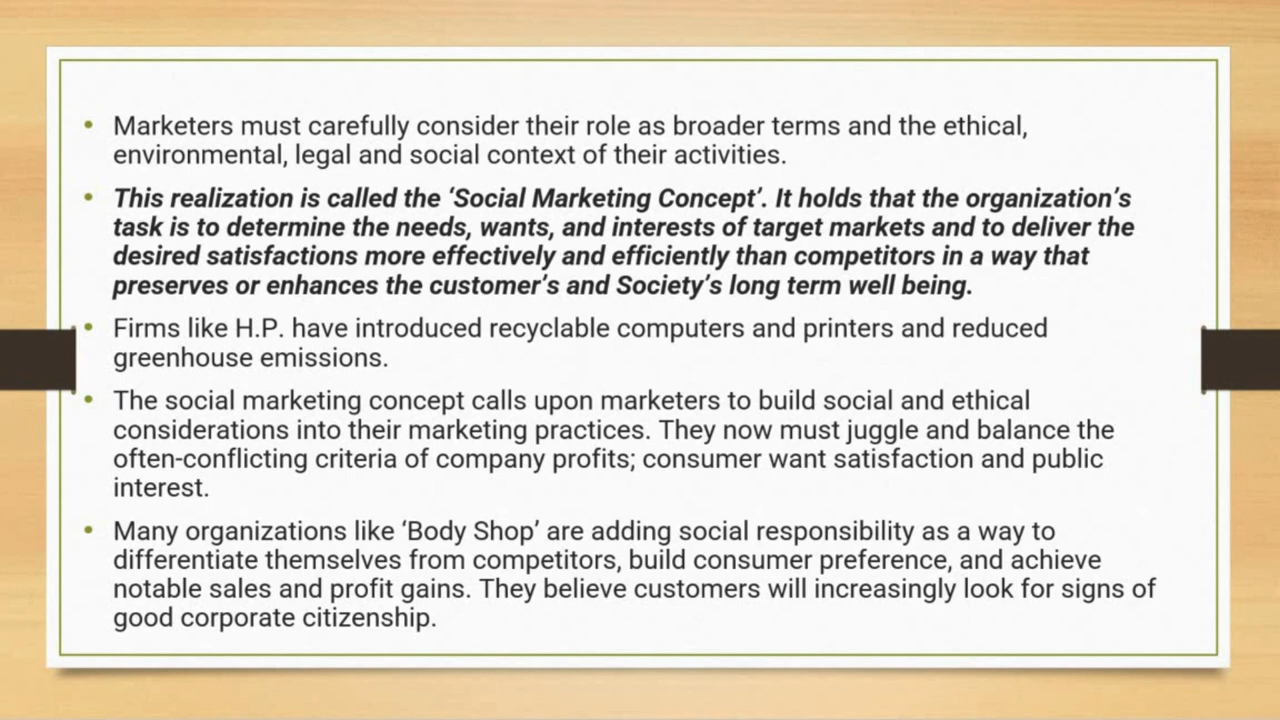 • Marketers must carefully consider their role as broader terms and the ethical,
environmental, legal and social context of their activities.
• This realization is called the ‘Social Marketing Concept’. It holds that the organization’s
task is to determine the needs, wants, and interests of target markets and to deliver the
desired satisfactions more effectively and efficiently than competitors in a way that
preserves or enhances the customer’s and Society’s long term well being.
• Firms like H.P. have introduced recyclable computers and printers and reduced
greenhouse emissions.
• The social marketing concept calls upon marketers to build social and ethical
considerations into their marketing practices. They now must juggle and balance the
often-conflicting criteria of company profits; consumer want satisfaction and public
interest.
• Many organizations like ‘Body Shop’ are adding social responsibility as a way to
differentiate themselves from competitors, build consumer preference, and achieve
notable sales and profit gains. They believe customers will increasingly look for signs of
good corporate citizenship.